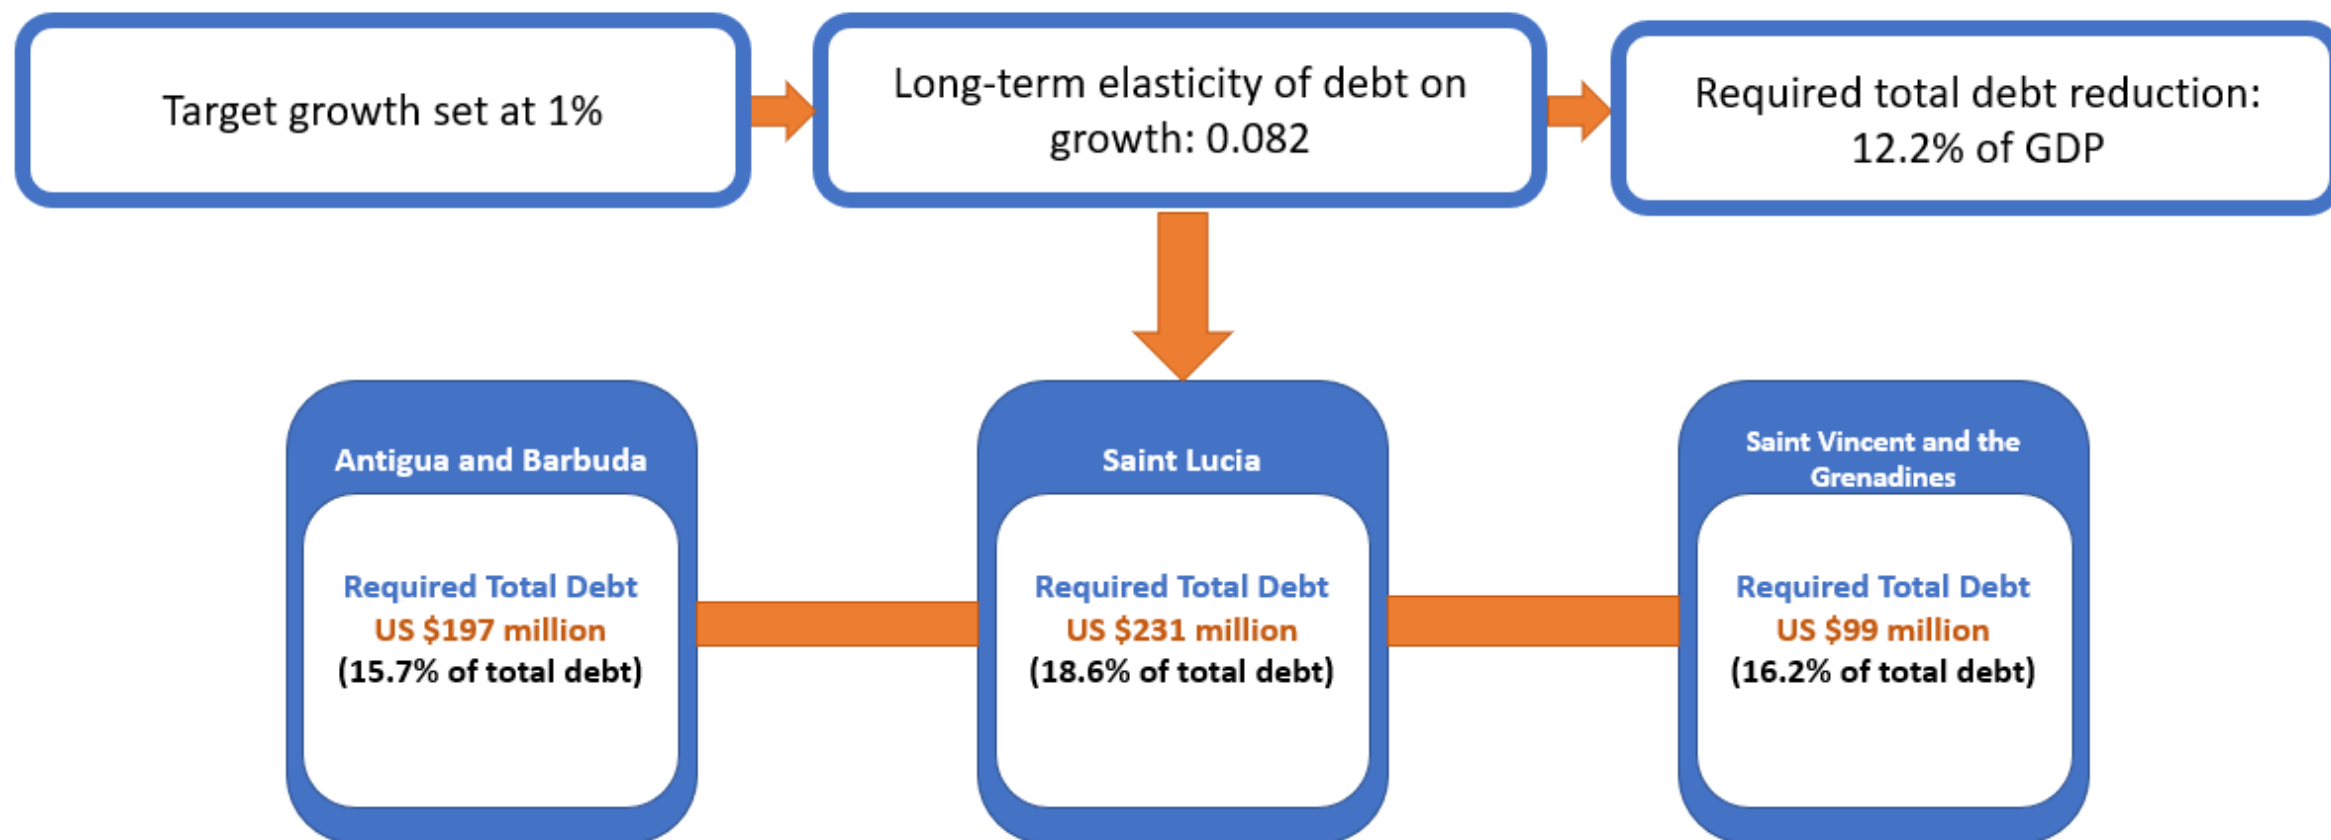 Target growth set at 1%
Long-term elasticity of debt on
growth: 0.082
Required total debt reduction:
12.2% of GDP
Antigua and Barbuda
Required Total Debt
US $197 million
(15.7% of total debt)
Saint Lucia
Required Total Debt
US $231 million
(18.6% of total debt)
Saint Vincent and the
Grenadines
Required Total Debt
US $99 million
(16.2% of total debt)